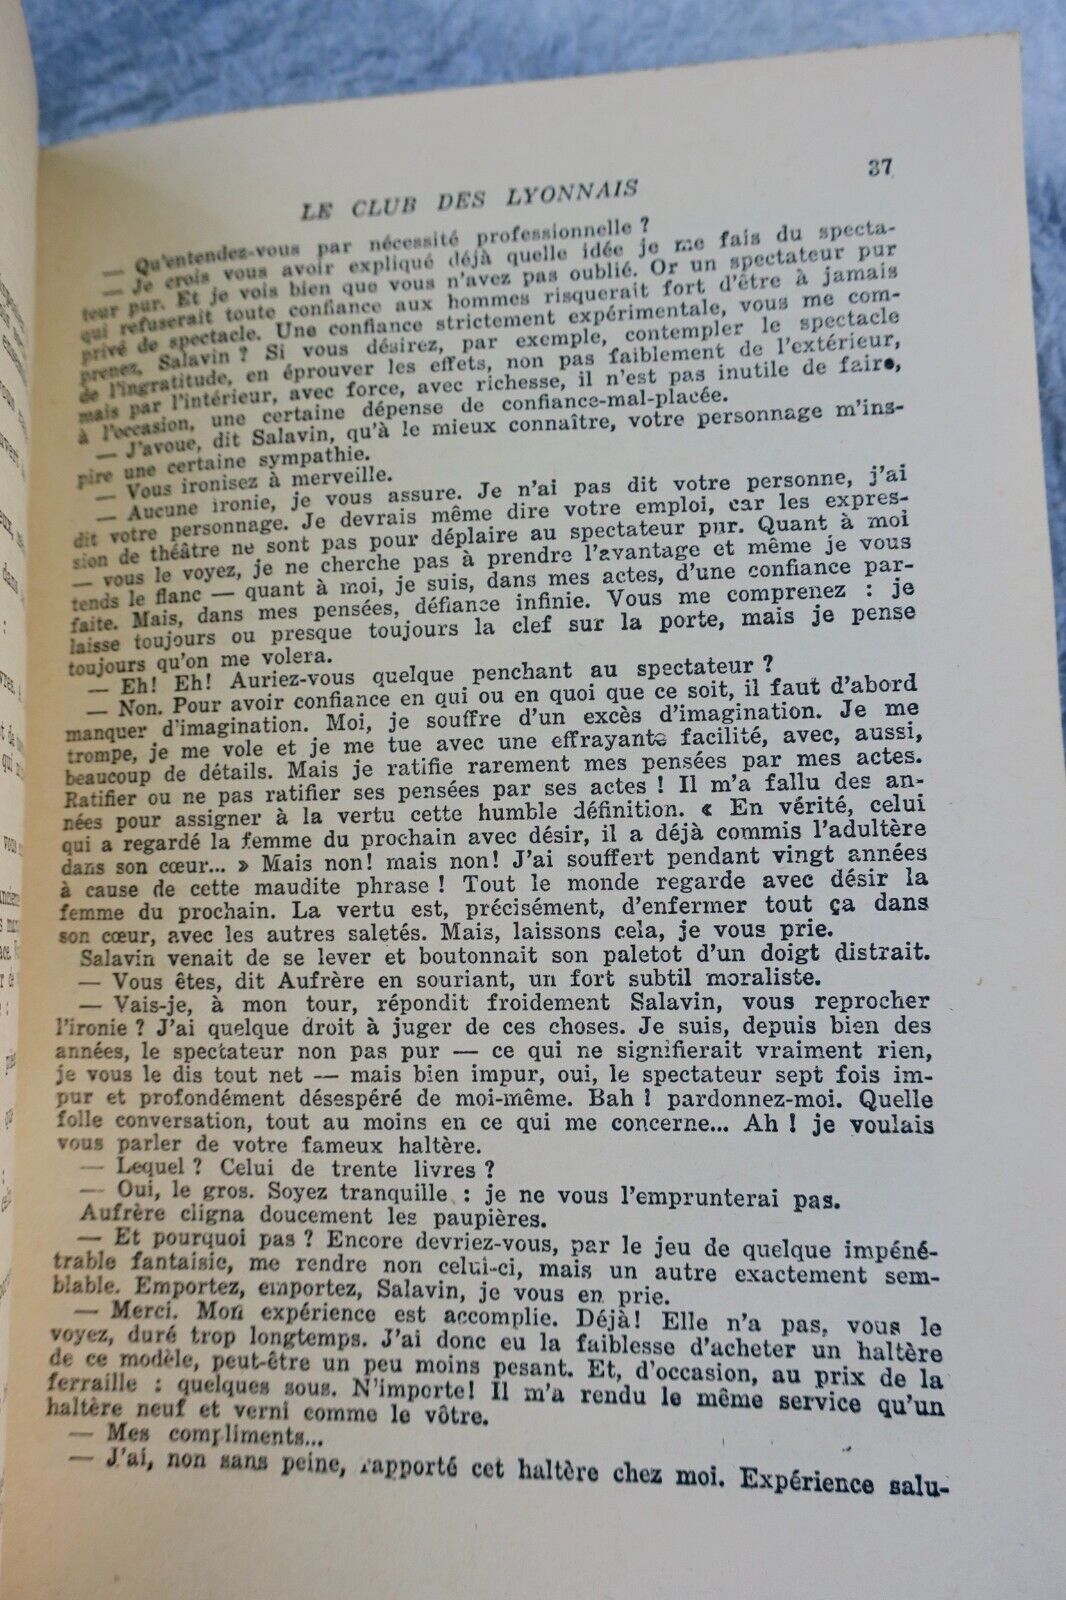 37
LE CLUB DES LYONNAIS
— Qu'entendez-vous par nécessité professionnelle ?
— Je crois vous avoir expliqué déjà quelle idée je me fais du specta-
teur pur. Et je vois bien que vous n'avez pas oublié. Or un spectateur pur
qui refuserait toute confiance aux hommes risquerait fort d'être à jamais
privé de spectacle. Une confiance strictement expérimentale, vous me com-
prenez, Salavin ? Si vous désirez, par exemple, contempler le spectacle
de l'ingratitude, en éprouver les effets, non pas faiblement de l'extérieur,
mais par l'intérieur, avec force, avec richesse, il n'est pas inutile de faire,
à l'occasion, une certaine dépense de confiance-mal-placée.
— J'avoue, dit Salavin, qu'à le mieux connaître, votre personnage m'ins-
pire une certaine sympathie.
— Vous ironisez à merveille.
— Aucune ironie, je vous assure. Je n'ai pas dit votre personne, j'ai
dit votre personnage. Je devrais même dire votre emploi, car les expres-
sion de théâtre ne sont pas pour déplaire au spectateur pur. Quant à moi
— vous le voyez, je ne cherche pas à prendre l'avantage et même je vous
tends le flanc — quant à moi, je suis, dans mes actes, d'une confiance par-
faite. Mais, dans mes pensées, défiance infinie. Vous me comprenez : je
laisse toujours ou presque toujours la clef sur la porte, mais je pense
toujours qu'on me volera.
— Eh! Eh! Auriez-vous quelque penchant au spectateur ?
— Non. Pour avoir confiance en qui ou en quoi que ce soit, il faut d'abord
manquer d'imagination. Moi, je souffre d'un excès d'imagination. Je me
trompe, je me vole et je me tue avec une effrayante facilité, avec, aussi,
beaucoup de détails. Mais je ratifie rarement mes pensées par mes actes.
Ratifier ou ne pas ratifier ses pensées par ses actes ! Il m'a fallu des an-
nées pour assigner à la vertu cette humble définition. « En vérité, celui
qui a regardé la femme du prochain avec désir, il a déjà commis l'adultère
dans son cœur... » Mais non! mais non! J'ai souffert pendant vingt années
à cause de cette maudite phrase ! Tout le monde regarde avec désir la
femme du prochain. La vertu est, précisément, d'enfermer tout ça dans
son cœur, avec les autres saletés. Mais, laissons cela, je vous prie.
Salavin venait de se lever et boutonnait son paletot d'un doigt distrait.
— Vous êtes, dit Aufrère en souriant, un fort subtil moraliste.
— Vais-je, à mon tour, répondit froidement Salavin, vous reprocher
l'ironie ? J'ai quelque droit à juger de ces choses. Je suis, depuis bien des
années, le spectateur non pas pur — ce qui ne signifierait vraiment rien,
je vous le dis tout net — mais bien impur, oui, le spectateur sept fois im-
pur et profondément désespéré de moi-même. Bah ! pardonnez-moi. Quelle
folle conversation, tout au moins en ce qui me concerne... Ah ! je voulais
vous parler de votre fameux haltère.
— Lequel ? Celui de trente livres ?
— Oui, le gros. Soyez tranquille : je ne vous l'emprunterai pas.
Aufrère cligna doucement les paupières.
— Et pourquoi pas ? Encore devriez-vous, par le jeu de quelque impéné-
trable fantaisie, me rendre non celui-ci, mais un autre exactement sem-
blable. Emportez, emportez, Salavin, je vous en prie.
— Merci. Mon expérience est accomplie. Déjà! Elle n'a pas, vous le
voyez, duré trop longtemps. J'ai donc eu la faiblesse d'acheter un haltère
de ce modèle, peut-être un peu moins pesant. Et, d'occasion, au prix de la
ferraille : quelques sous. N'importe! Il m'a rendu le même service qu'un
haltère neuf et verni comme le vôtre.
— Mes compliments...
— J'ai, non sans peine, rapporté cet haltère chez moi. Expérience salu-